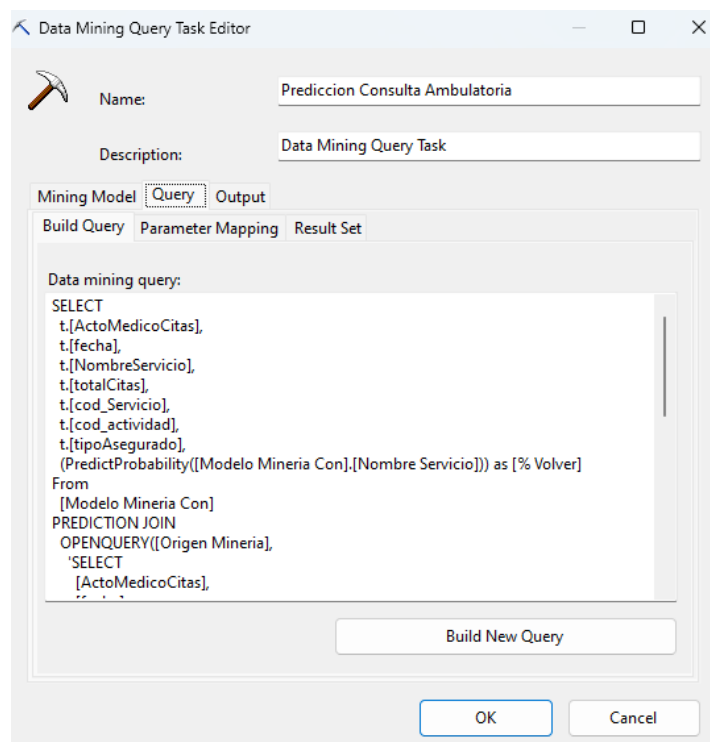 Data Mining Query Task Editor
Name:
Prediccion Consulta Ambulatoria
Description:
Data Mining Query Task
Mining Model Query Output
Build Query Parameter Mapping Result Set
Data mining query:
SELECT
t.[ActoMedicoCitas],
t.[fecha],
t.[NombreServicio],
t.[totalCitas],
t.[cod_Servicio],
t.[cod_actividad],
t.[tipoAsegurado],
(PredictProbability([Modelo Mineria Con].[Nombre Servicio])) as [% Volver]
From
[Modelo Mineria Con]
PREDICTION JOIN
OPENQUERY([Origen Mineria],
'SELECT
[ActoMedicoCitas],
Build New Query
OK
Cancel